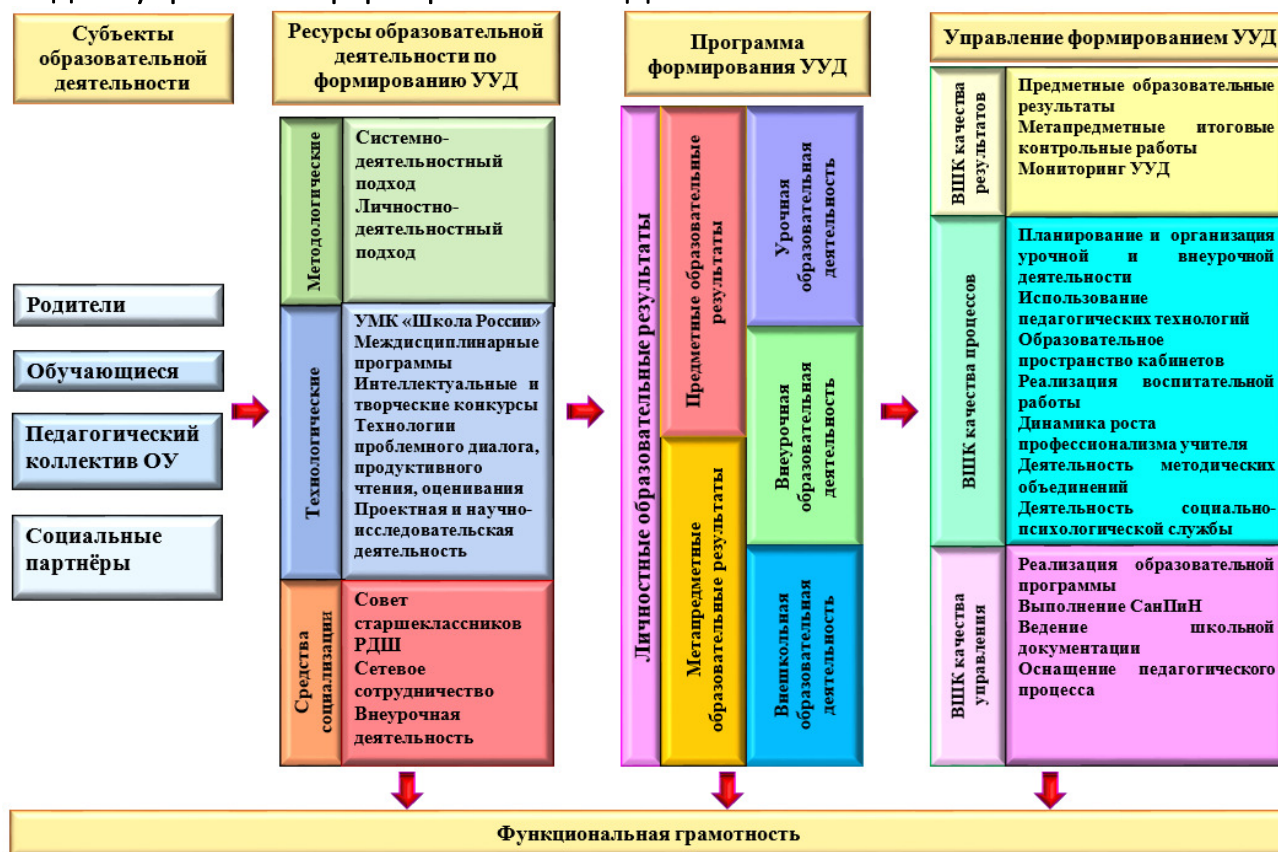 Субъекты
образовательной
деятельности
Родители
Обучающиеся
Педагогический
коллектив ОУ
Социальные
партнёры
Ресурсы образовательной
деятельности по
формированию УУД
Методологические
Системно-
деятельностный
подход
Личностно-
деятельностный
подход
Технологические
УМК «Школа России»
Междисциплинарные
программы
Интеллектуальные и
творческие конкурсы
Технологии
проблемного диалога,
продуктивного
чтения, оценивания
Проектная и научно-
исследовательская
деятельность
Средства
социализации
Совет
старшеклассников
РДШ
Сетевое
сотрудничество
Внеурочная
деятельность
Программа
формирования УУД
Личностные образовательные результаты
Предметные образовательные
результаты
Метапредметные
образовательные результаты
Урочная
образовательная
деятельность
Внеурочная
образовательная
деятельность
Внешкольная
образовательная
деятельность
Управление формированием УУД
ВШК качества
результатов
Предметные образовательные
результаты
Метапредметные итоговые
контрольные работы
Мониторинг УУД
ВШК качества процессов
Планирование и организация
урочной и внеурочной
деятельности
Использование
педагогических технологий
Образовательное
пространство кабинетов
Реализация воспитательной
работы
Динамика роста
профессионализма учителя
Деятельность методических
объединений
Деятельность социально-
психологической службы
ВШК качества
управления
Реализация образовательной
программы
Выполнение СанПиН
Ведение школьной
документации
Оснащение педагогического
процесса
Функциональная грамотность